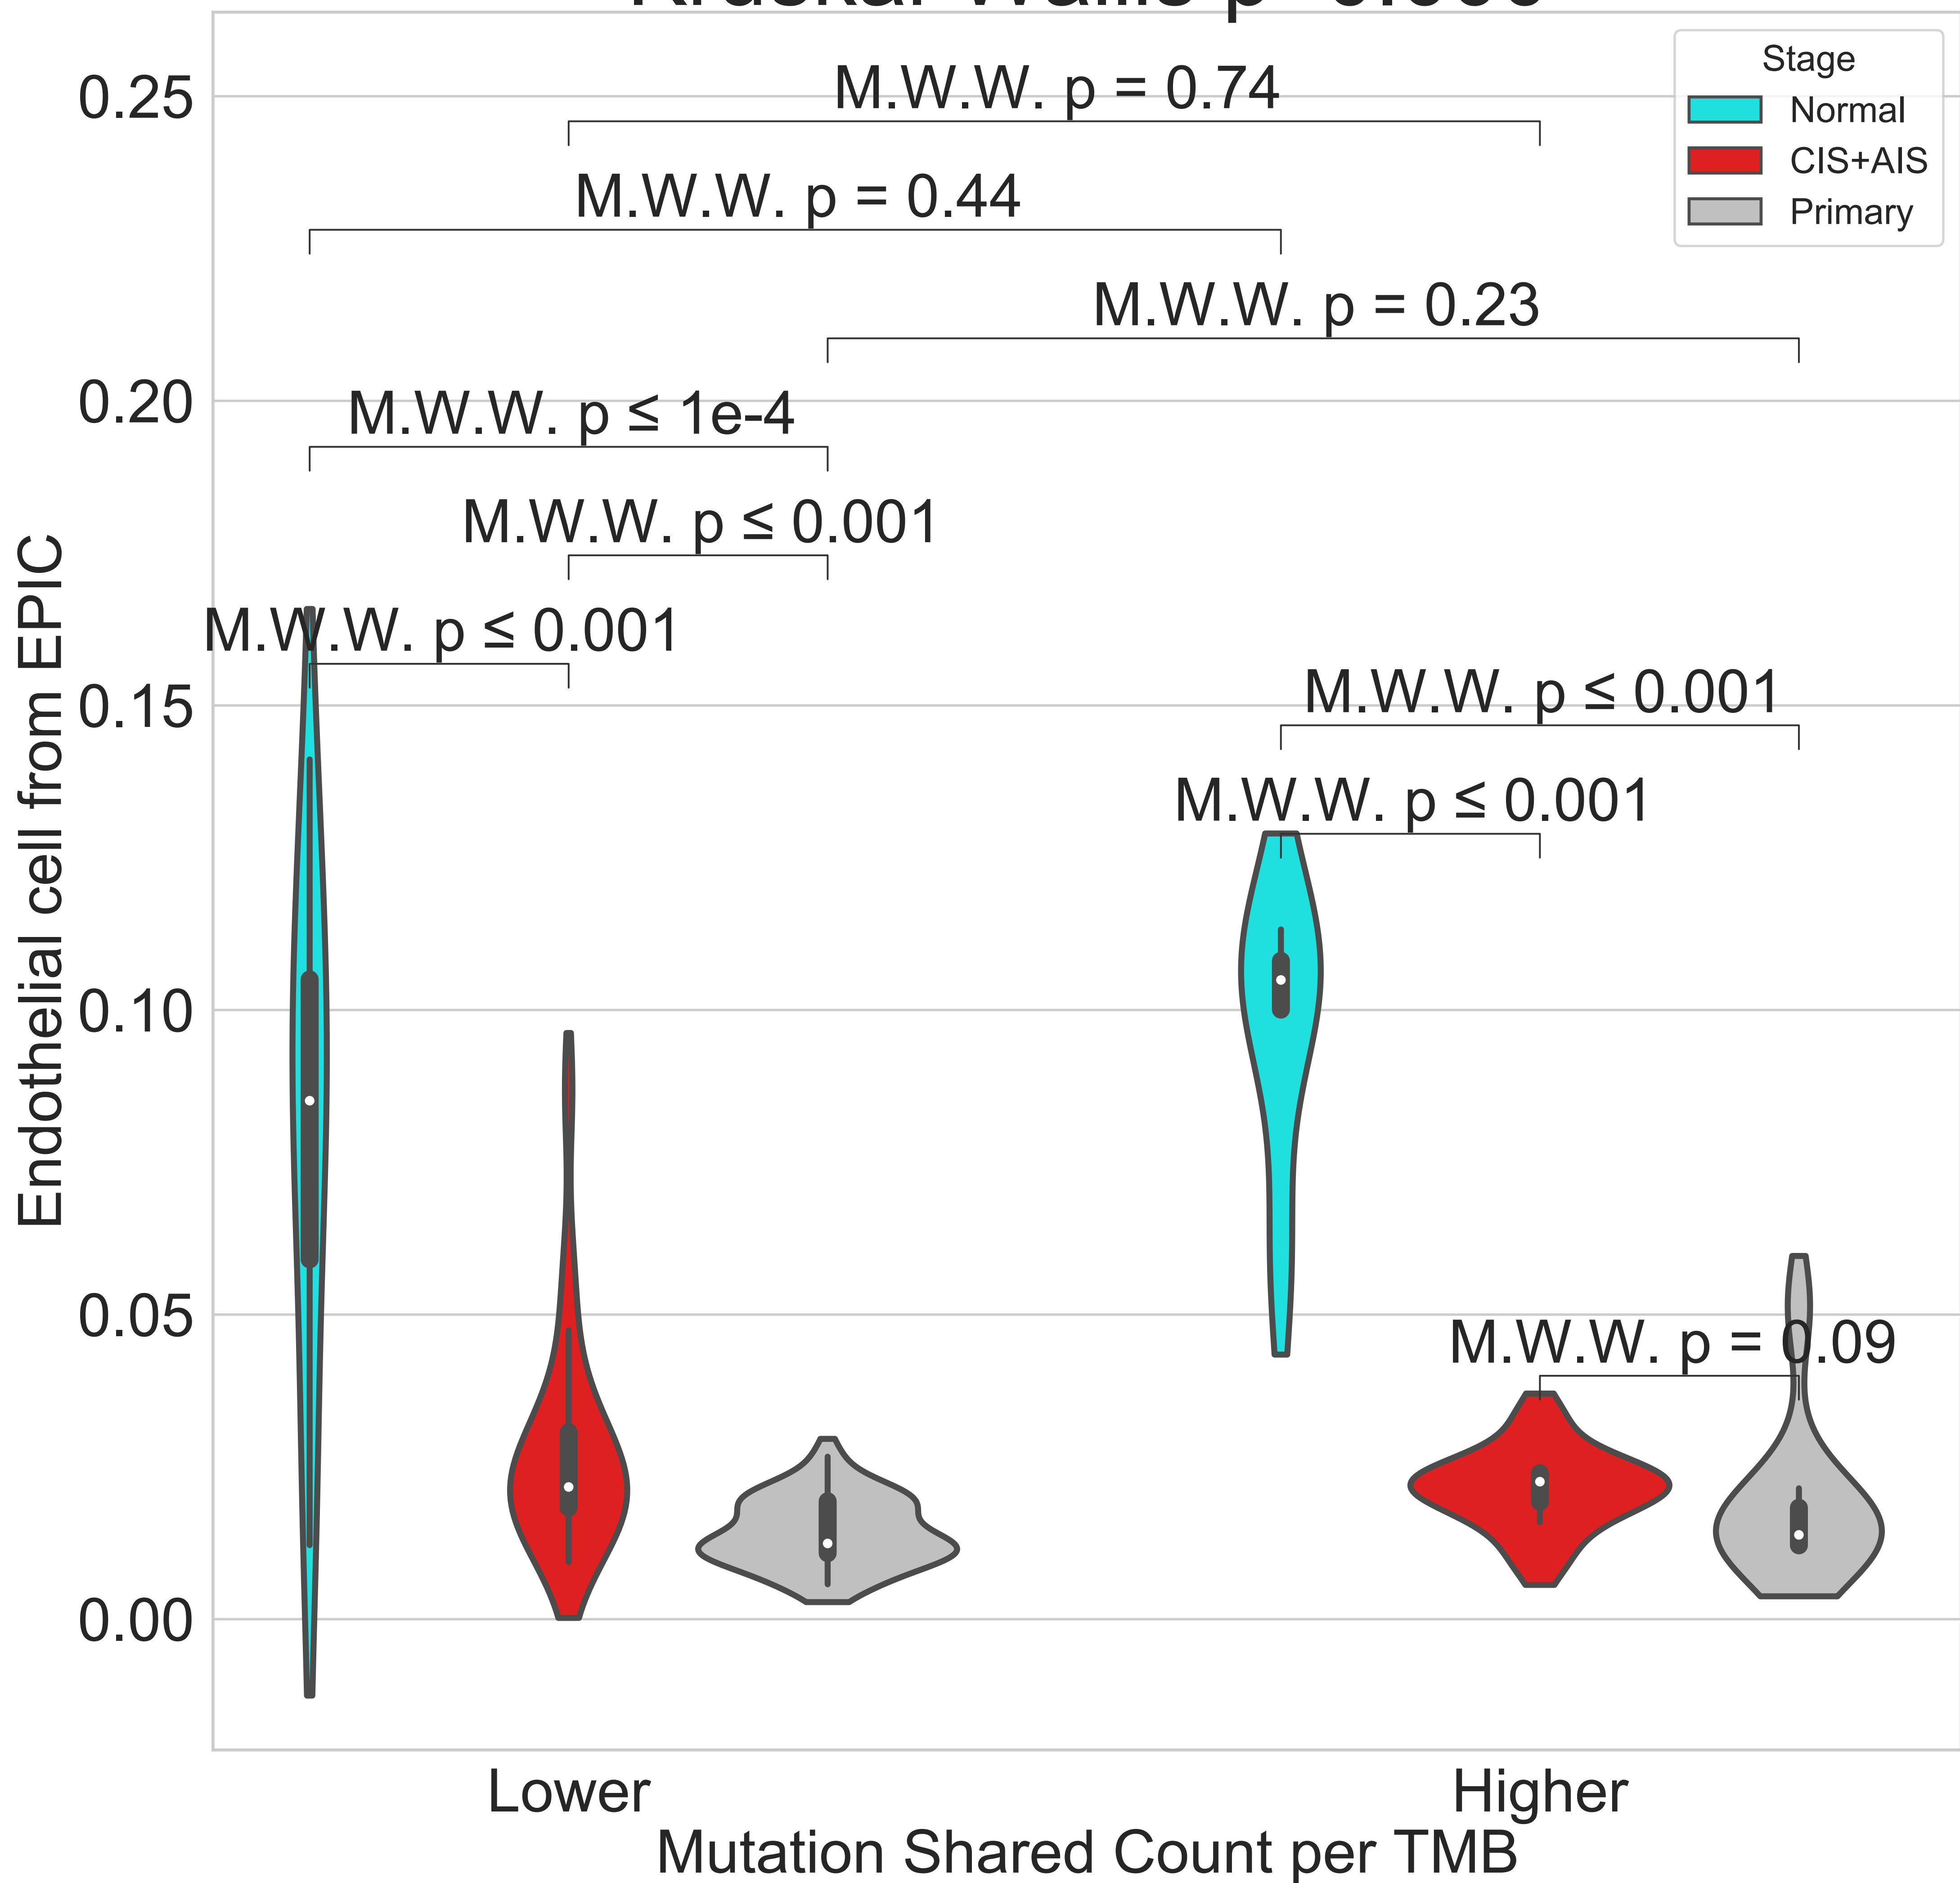 0.25
0.20
0.15
0.10
0.05
0.00
Endothelial cell from EPIC
M.W.W. p = 0.74
M.W.W. p = 0.44
M.W.W. p = 0.23
M.W.W. p ≤ 1e-4
M.W.W. p ≤ 0.001
M.W.W. p ≤ 0.001
M.W.W. p ≤ 0.001
M.W.W. p ≤ 0.001
M.W.W. p = 0.09
Stage
Normal
CIS+AIS
Primary
Lower
Higher
Mutation Shared Count per TMB